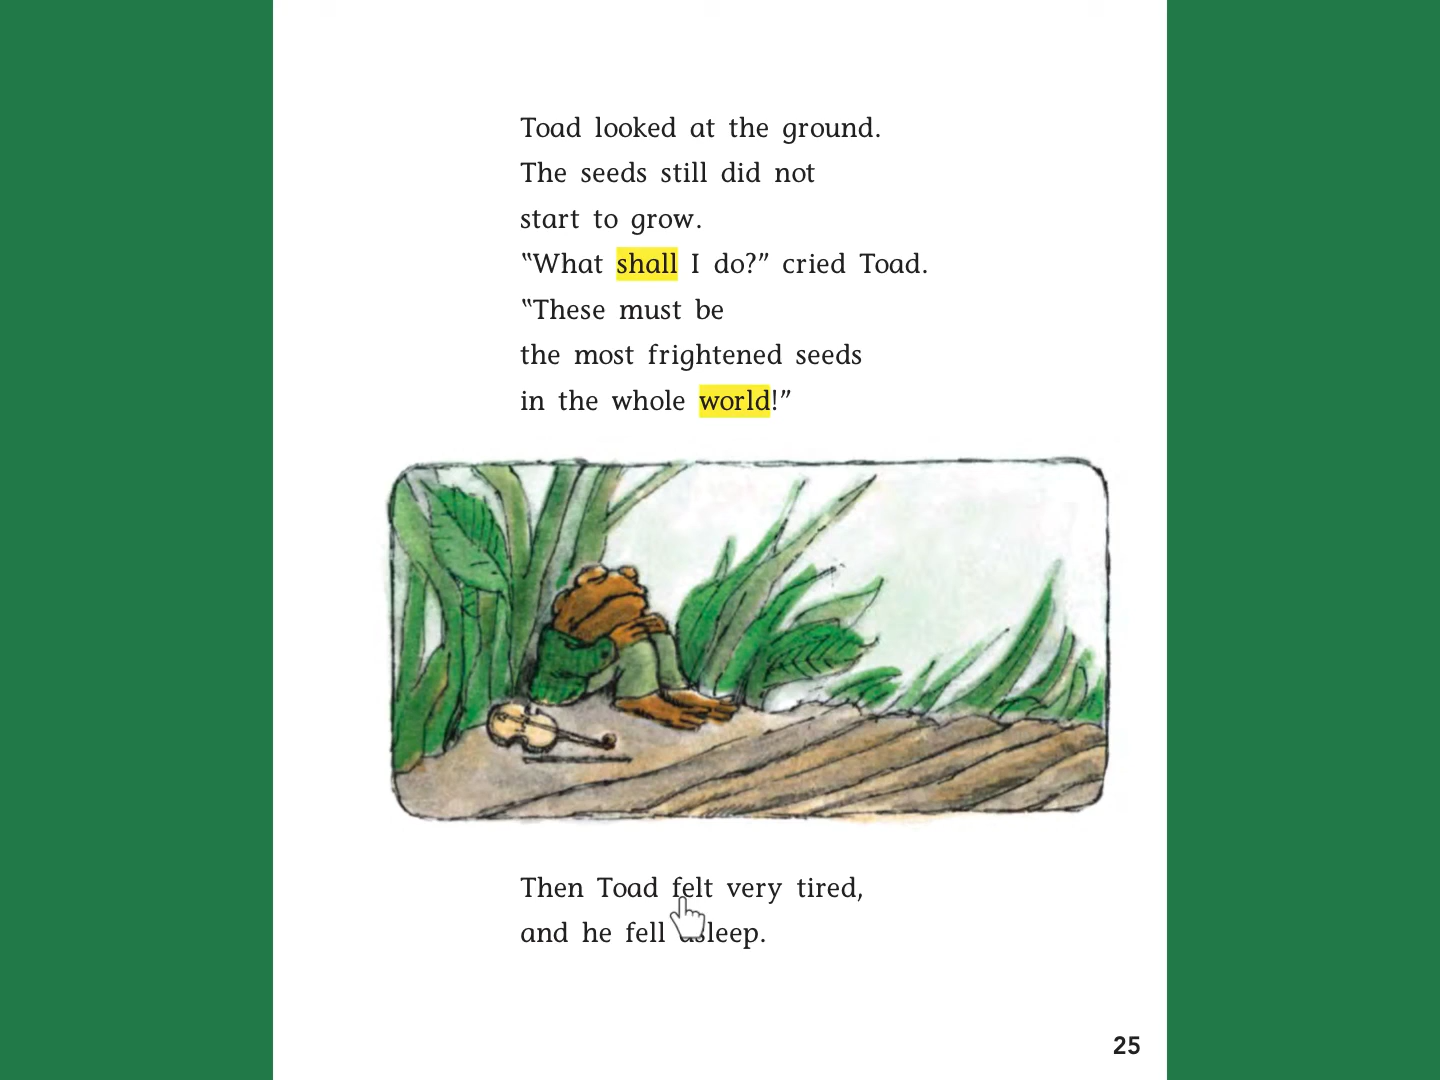 Toad looked at the ground.
The seeds still did not
start to grow.
“What shall I do?” cried Toad.
“These must be
the most frightened seeds
in the whole world!”
Then Toad felt very tired,
and he fell asleep.
25